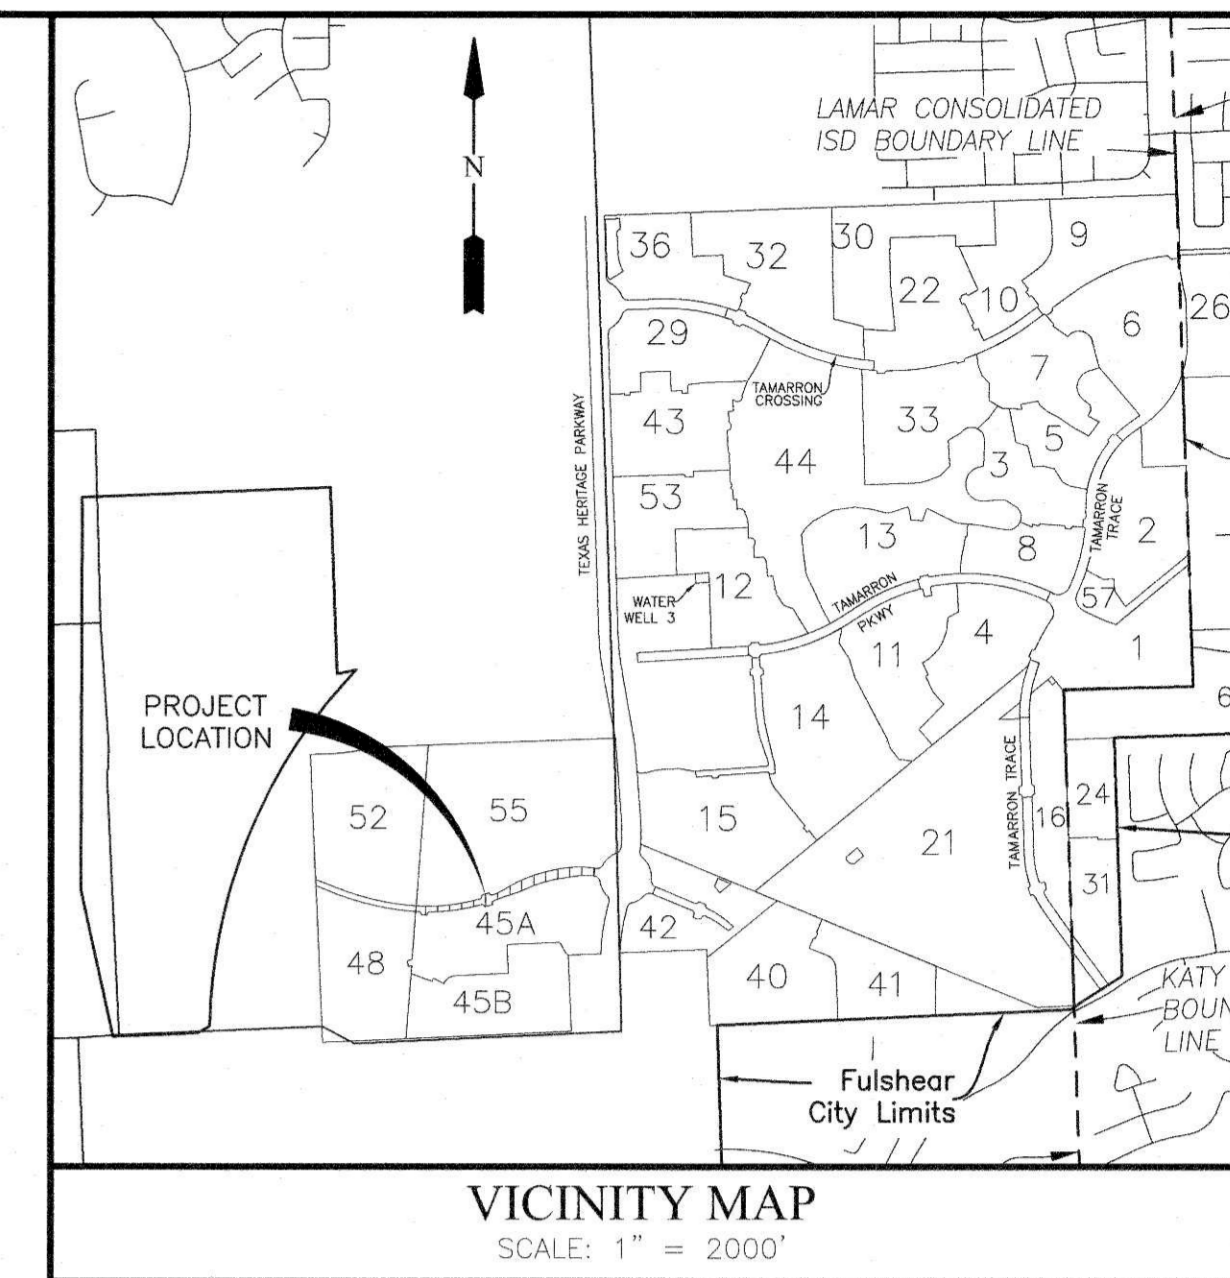 LAMAR CONSOLIDATED
ISD BOUNDARY LINE
N
36
32
30
9
22
10
6
26
29
7
TAMARRON
CROSSING
TEXAS HERITAGE PARKWAY
43
33
5
44
3
53
TAMARRON
TRACE
2
13
8
12
WATER
WELL 3
TAMARRON
PKWY
57
11
4
1
6
PROJECT
LOCATION
14
TAMARRON TRACE
52
55
15
24
16
21
31
45A
42
48
40
41
45B
KATY
BOUN
LINE
Fulshear
City Limits
VICINITY MAP
SCALE: 1" = 2000'